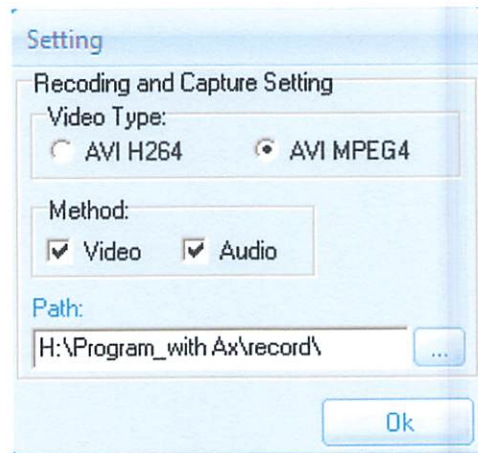 Setting
Recoding and Capture Setting
Video Type:
AVI H264 AVI MPEG4
Method:
Video Audio
Path:
H:\Program_with Ax\record\ ...
Ok